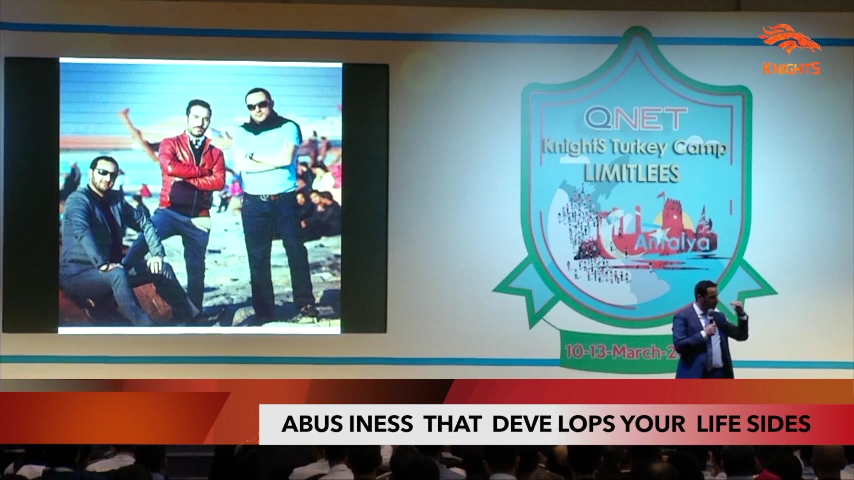 KnightS
QNET
KnightS Turkey Camp
LIMITLEES
Antalya
10-13-March-2
ABUS INESS THAT DEVE LOPS YOUR LIFE SIDES